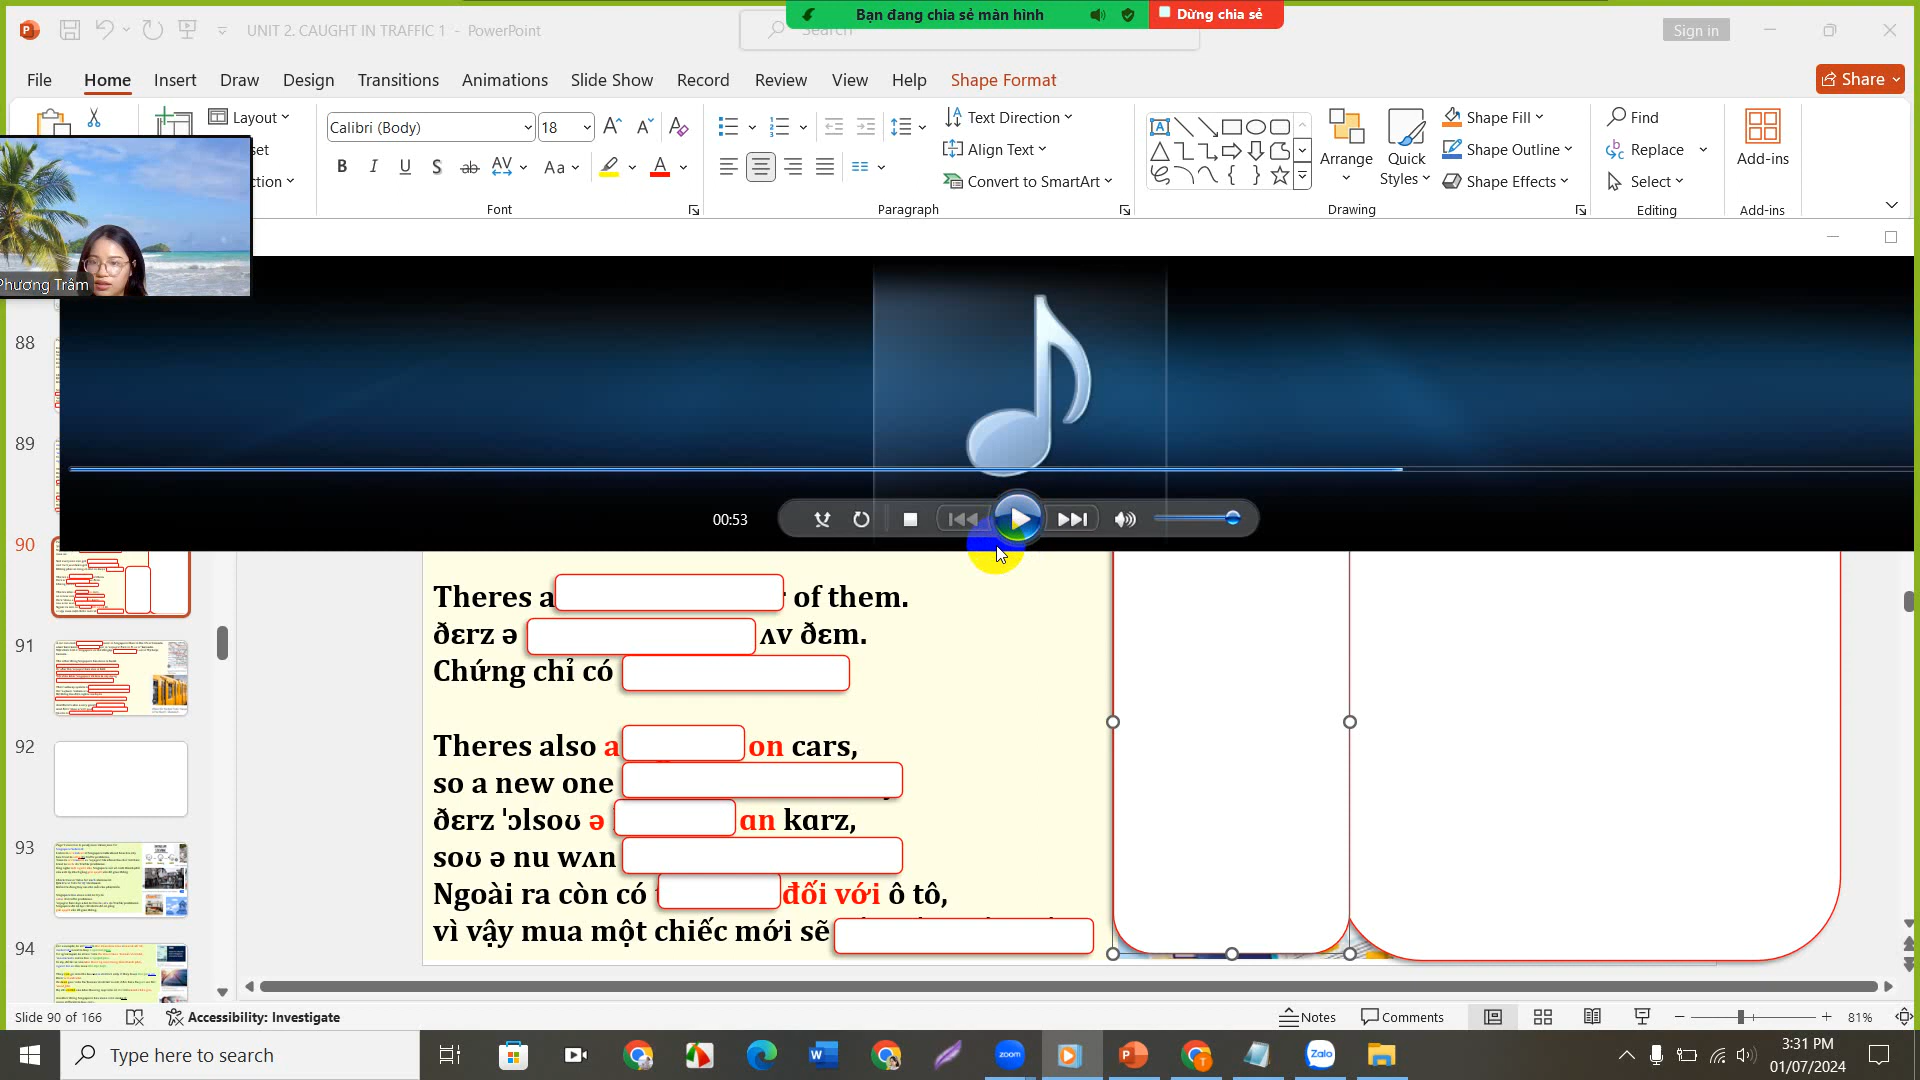 Bạn đang chia sẻ màn hình
Dừng chia sẻ
UNIT 2. CAUGHT IN TRAFFIC 1 - PowerPoint
Search
Sign in
File Home Insert Draw Design Transitions Animations Slide Show Record Review View Help Shape Format
Share
Layout
Calibri (Body)
18
Text Direction
Align Text
Convert to SmartArt
Arrange
Quick Styles
Shape Fill
Shape Outline
Shape Effects
Find
Replace
Select
Add-ins
Font
Paragraph
Drawing
Editing
Add-ins
Phương Trâm
00:53
88
89
90
91
92
93
94
Theres a
of them.
ðɛrz ə
ʌv ðɛm.
Chứng chỉ có
Theres also a on cars,
so a new one
ðɛrz ˈɔlsoʊ ə ɑn kɑrz,
soʊ ə nu wʌn
Ngoài ra còn có đối với ô tô,
vì vậy mua một chiếc mới sẽ
Slide 90 of 166
Accessibility: Investigate
Notes
Comments
81%
Type here to search
zoom
Zalo
3:31 PM
01/07/2024